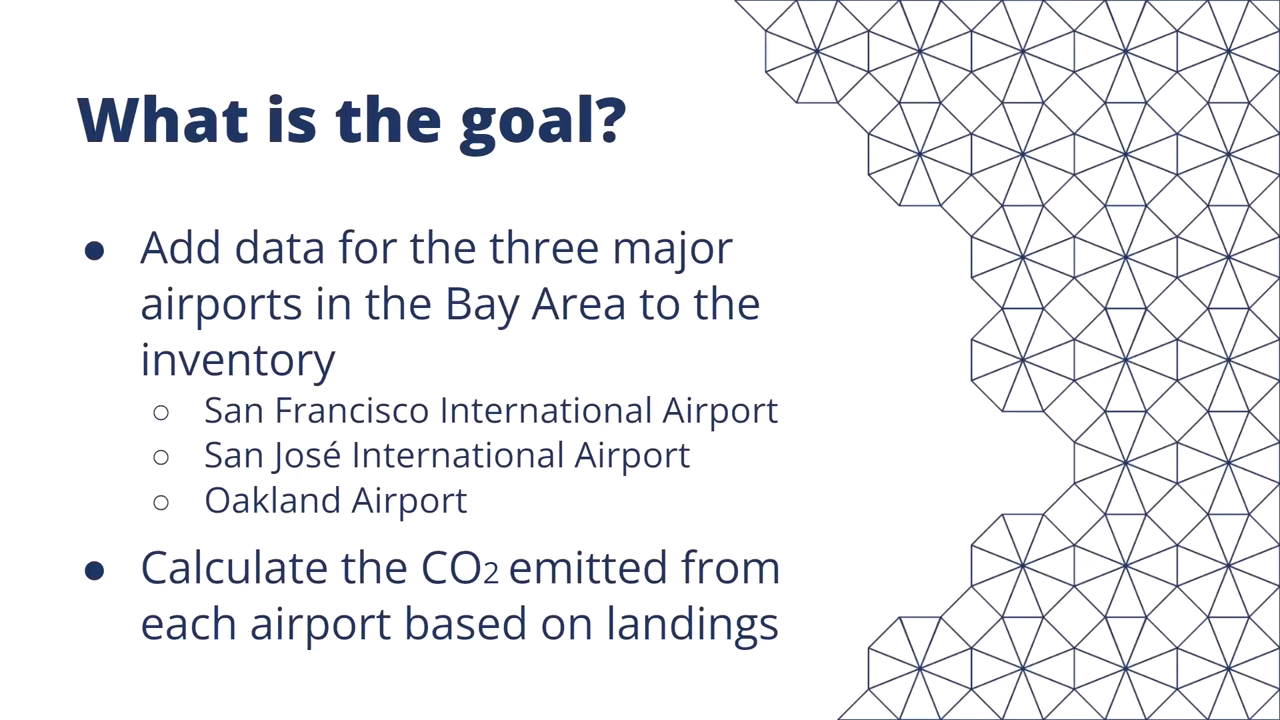 What is the goal?
● Add data for the three major
airports in the Bay Area to the
inventory
○ San Francisco International Airport
○ San José International Airport
○ Oakland Airport
● Calculate the CO2 emitted from
each airport based on landings